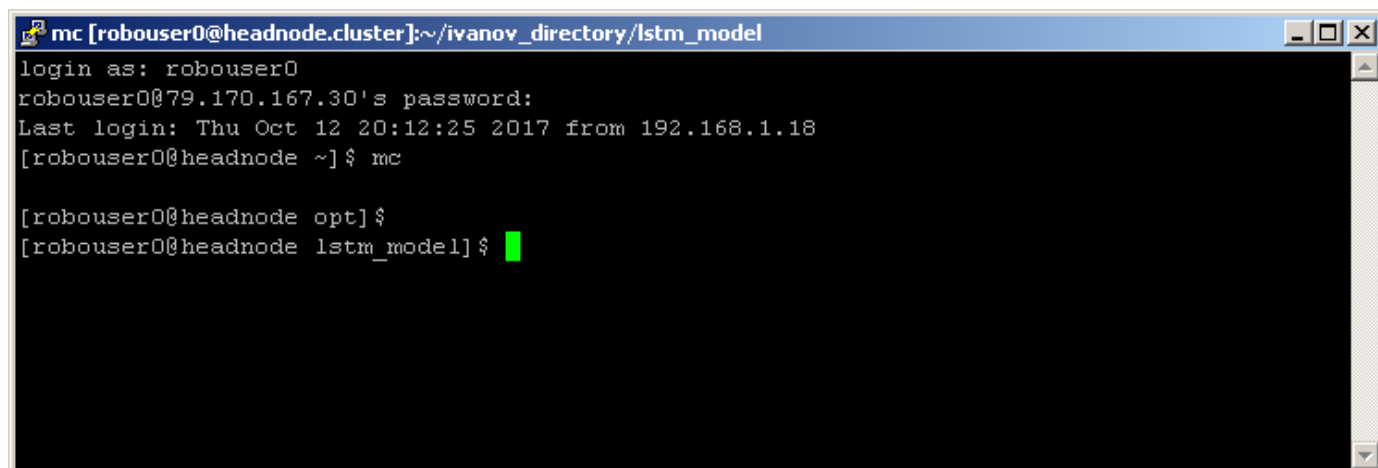 mc [robouser0@headnode.cluster]:~/ivanov_directory/lstm_model
login as: robouser0
robouser0@79.170.167.30's password:
Last login: Thu Oct 12 20:12:25 2017 from 192.168.1.18
[robouser0@headnode ~]$ mc
[robouser0@headnode opt]$
[robouser0@headnode lstm_model]$